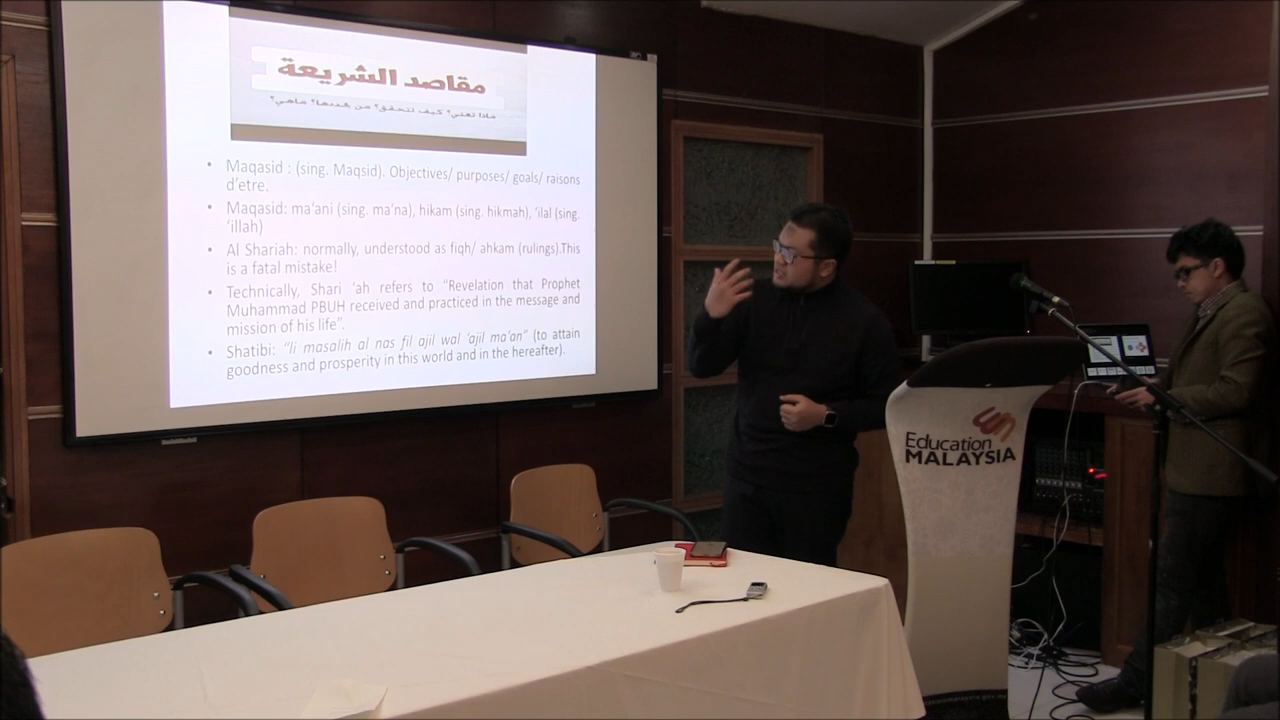 مقاصد الشريعة
ماذا تعني؟ كيف تتحقق؟ من هدبها؟ ماهي؟
• Maqasid : (sing. Maqsid). Objectives/ purposes/ goals/ raisons
d'etre.
• Maqasid: ma'ani (sing. ma'na), hikam (sing. hikmah), 'ilal (sing.
'illah)
• Al Shariah: normally, understood as fiqh/ ahkam (rulings).This
is a fatal mistake!
• Technically, Shari 'ah refers to "Revelation that Prophet
Muhammad PBUH received and practiced in the message and
mission of his life".
• Shatibi: "li masalih al nas fil ajil wal 'ajil ma'an" (to attain
goodness and prosperity in this world and in the hereafter).
Education
MALAYSIA